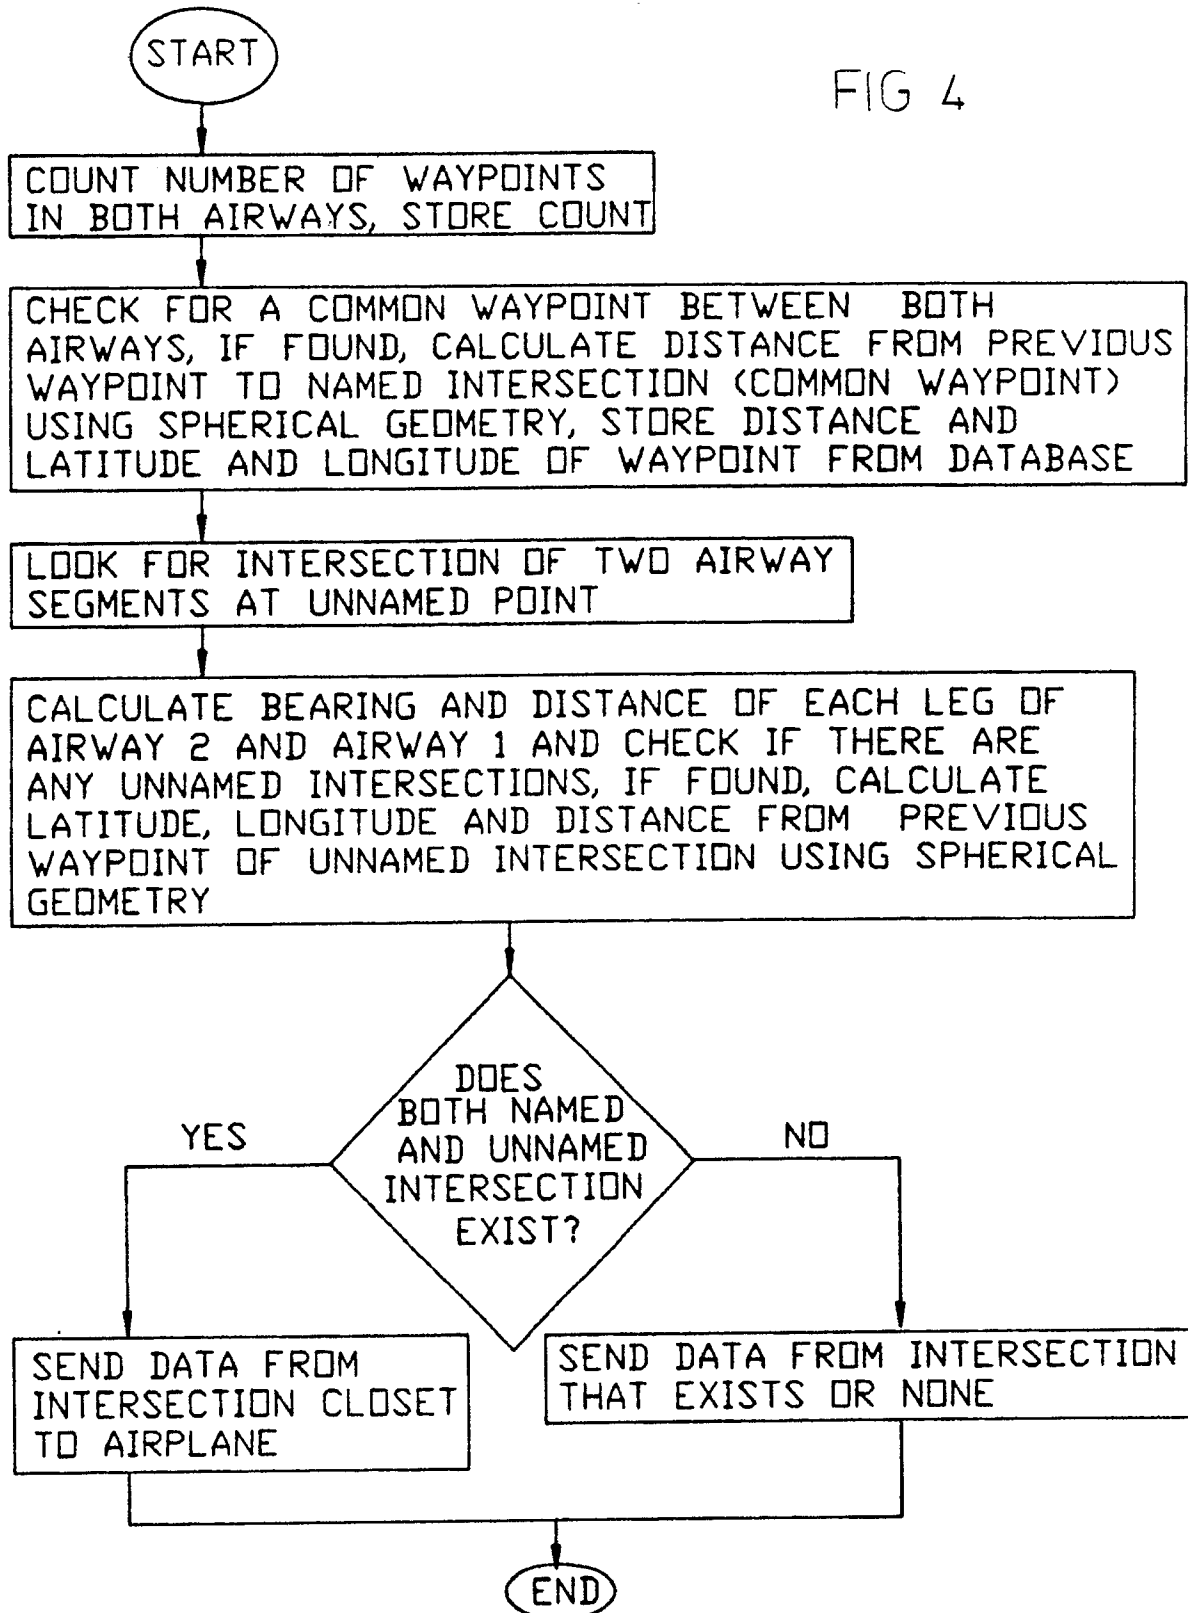 START
FIG 4
COUNT NUMBER OF WAYPOINTS
IN BOTH AIRWAYS, STORE COUNT
CHECK FOR A COMMON WAYPOINT BETWEEN BOTH
AIRWAYS, IF FOUND, CALCULATE DISTANCE FROM PREVIOUS
WAYPOINT TO NAMED INTERSECTION (COMMON WAYPOINT)
USING SPHERICAL GEOMETRY, STORE DISTANCE AND
LATITUDE AND LONGITUDE OF WAYPOINT FROM DATABASE
LOOK FOR INTERSECTION OF TWO AIRWAY
SEGMENTS AT UNNAMED POINT
CALCULATE BEARING AND DISTANCE OF EACH LEG OF
AIRWAY 2 AND AIRWAY 1 AND CHECK IF THERE ARE
ANY UNNAMED INTERSECTIONS, IF FOUND, CALCULATE
LATITUDE, LONGITUDE AND DISTANCE FROM PREVIOUS
WAYPOINT OF UNNAMED INTERSECTION USING SPHERICAL
GEOMETRY
DOES
BOTH NAMED
AND UNNAMED
INTERSECTION
EXIST?
YES
NO
SEND DATA FROM
INTERSECTION CLOSET
TO AIRPLANE
SEND DATA FROM INTERSECTION
THAT EXISTS OR NONE
END